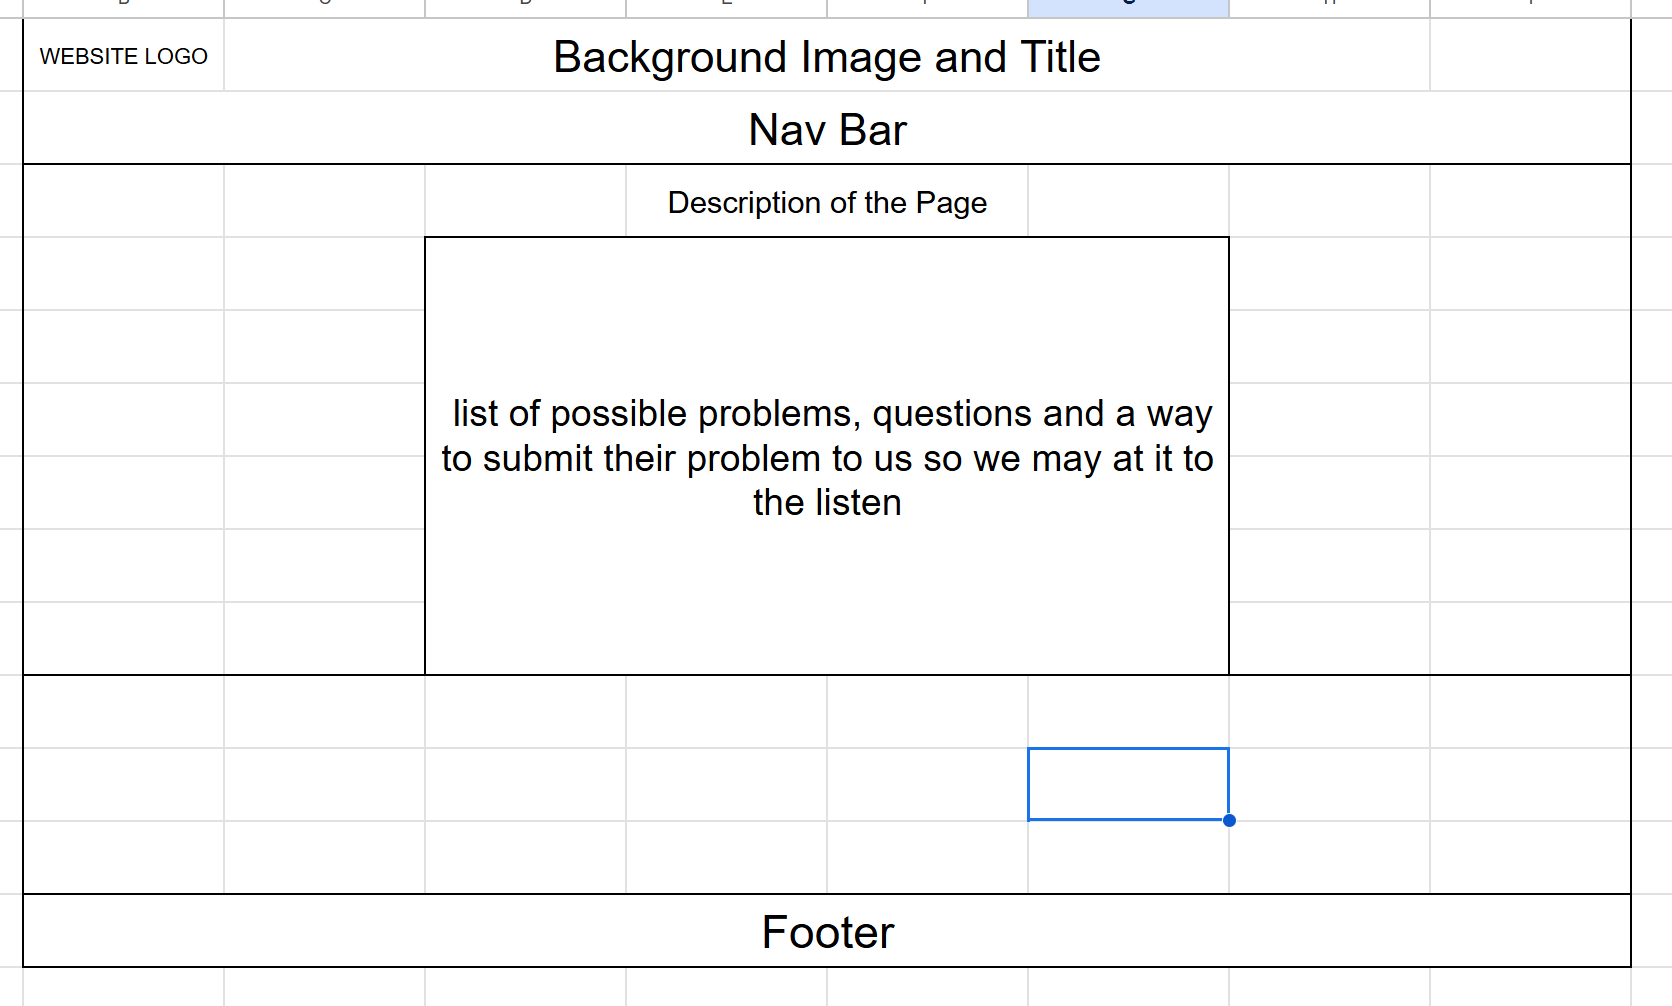 WEBSITE LOGO
Background Image and Title
Nav Bar
Description of the Page
list of possible problems, questions and a way
to submit their problem to us so we may at it to
the listen
Footer